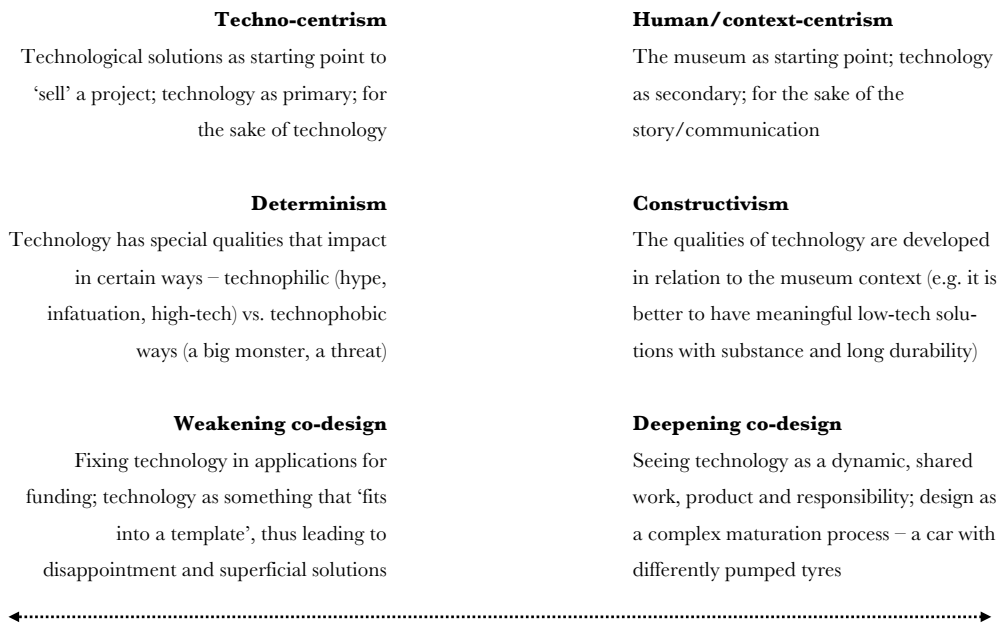 Techno-centrism
Technological solutions as starting point to
‘sell’ a project; technology as primary; for
the sake of technology
Human/context-centrism
The museum as starting point; technology
as secondary; for the sake of the
story/communication
Determinism
Technology has special qualities that impact
in certain ways – technophilic (hype,
infatuation, high-tech) vs. technophobic
ways (a big monster, a threat)
Constructivism
The qualities of technology are developed
in relation to the museum context (e.g. it is
better to have meaningful low-tech solu-
tions with substance and long durability)
Weakening co-design
Fixing technology in applications for
funding; technology as something that ‘fits
into a template’, thus leading to
disappointment and superficial solutions
Deepening co-design
Seeing technology as a dynamic, shared
work, product and responsibility; design as
a complex maturation process – a car with
differently pumped tyres